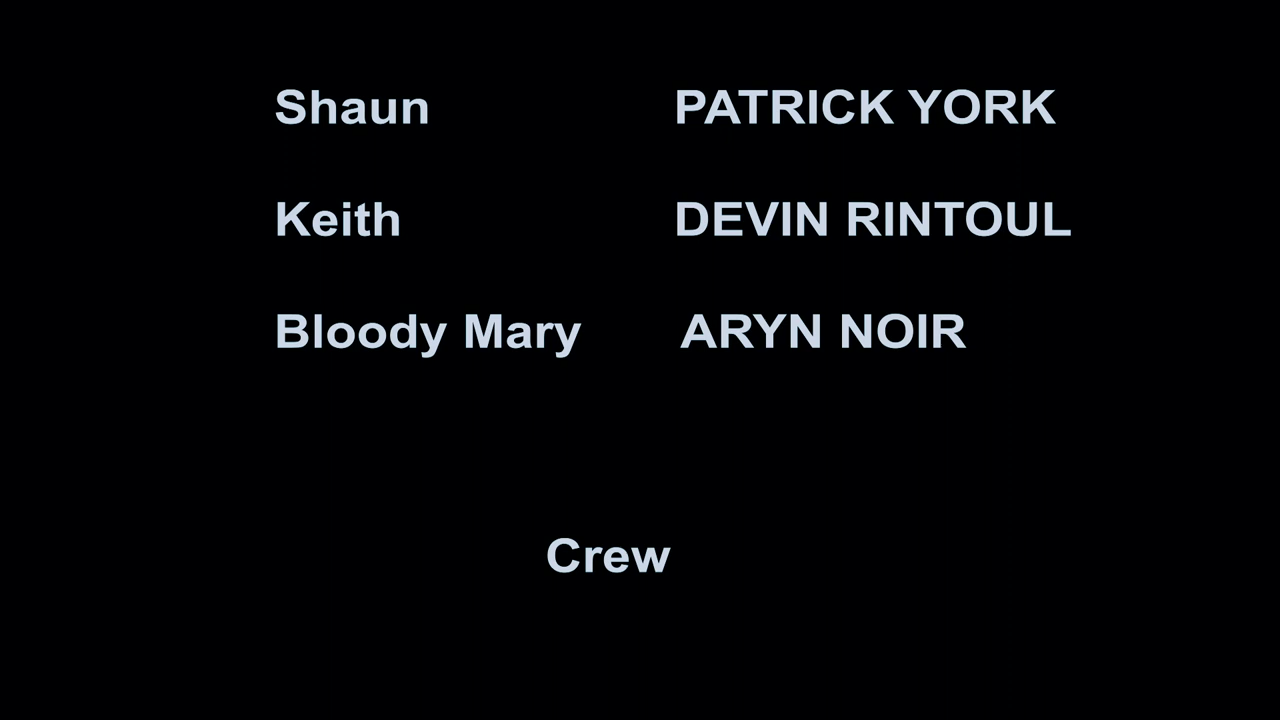 Shaun PATRICK YORK
Keith DEVIN RINTOUL
Bloody Mary ARYN NOIR
Crew